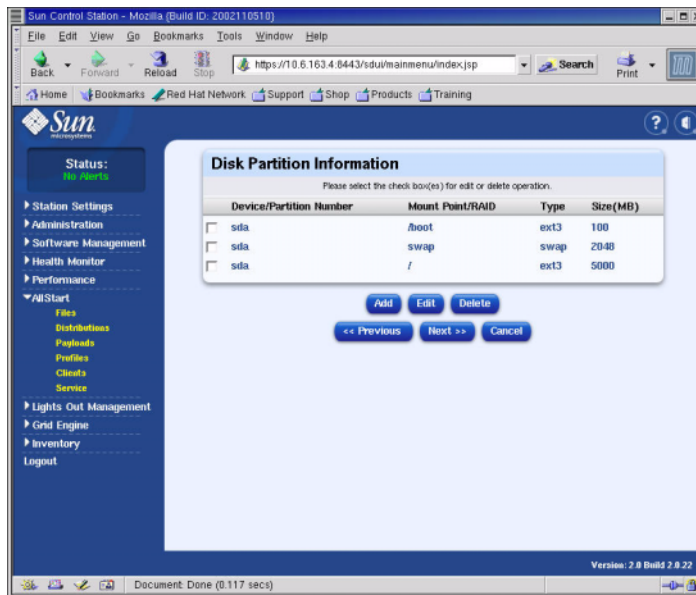 Sun Control Station - Mozilla {Build ID: 2002110510}
File Edit View Go Bookmarks Tools Window Help
Back Forward Reload Stop https://10.6.163.4:8443/sdui/mainmenu/index.jsp Search Print
Home Bookmarks Red Hat Network Support Shop Products Training
Sun
microsystems
?
Status:
No Alerts
Station Settings
Administration
Software Management
Health Monitor
Performance
AllStart
Files
Distributions
Payloads
Profiles
Clients
Service
Lights Out Management
Grid Engine
Inventory
Logout
Disk Partition Information
Please select the check box(es) for edit or delete operation.
Device/Partition Number Mount Point/RAID Type Size(MB)
sda /boot ext3 100
sda swap swap 2048
sda / ext3 5000
Add Edit Delete
<< Previous Next >> Cancel
Version: 2.0 Build 2.0.22
Document: Done (0.117 secs)